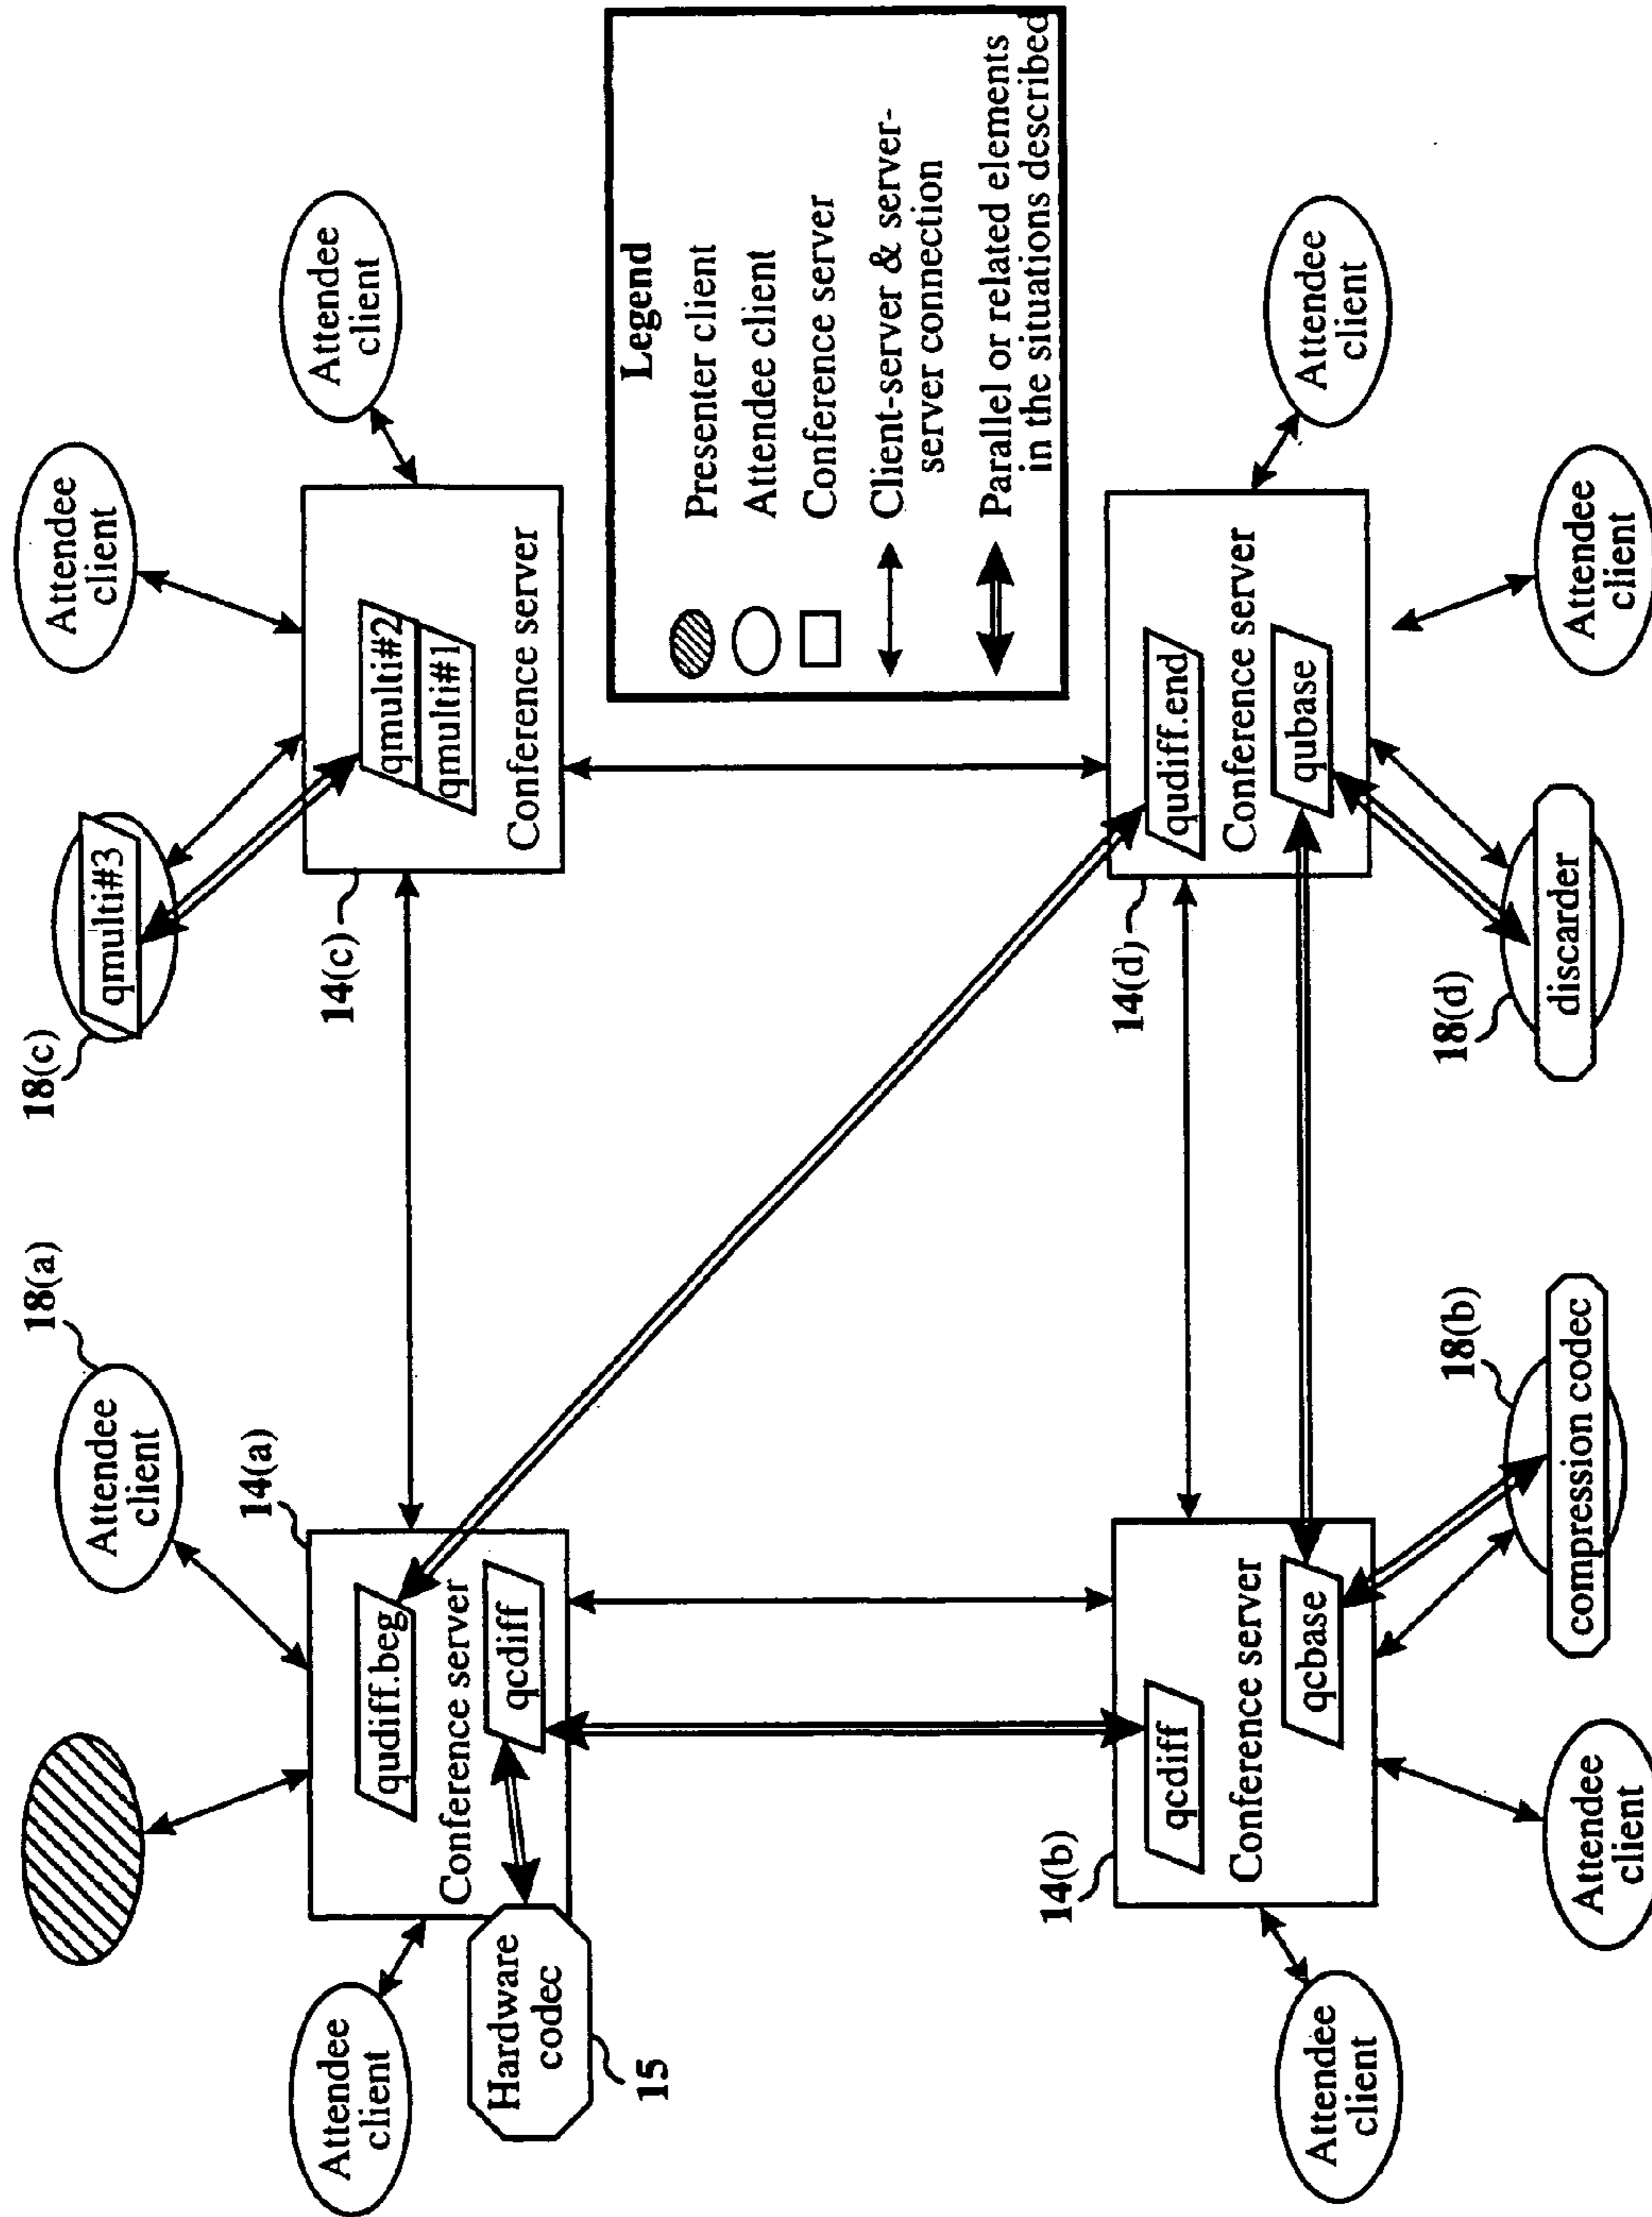 18(a)
18(c)
Attendee
client
Attendee
client
qmulti#3
Attendee
client
Attendee
client
14(a)
qudiff.beg
Conference server
qcdiff
Hardware
codec
15
14(c)
qmulti#2
qmulti#1
Conference server
Attendee
client
Legend
Presenter client
Attendee client
Conference server
Client-server & server-
server connection
Parallel or related elements
in the situations described
14(b)
qcdiff
Conference server
qcbase
14(d)
qudiff.end
Conference server
qubase
Attendee
client
Attendee
client
Attendee
client
18(b)
compression codec
18(d)
discarder
Attendee
client